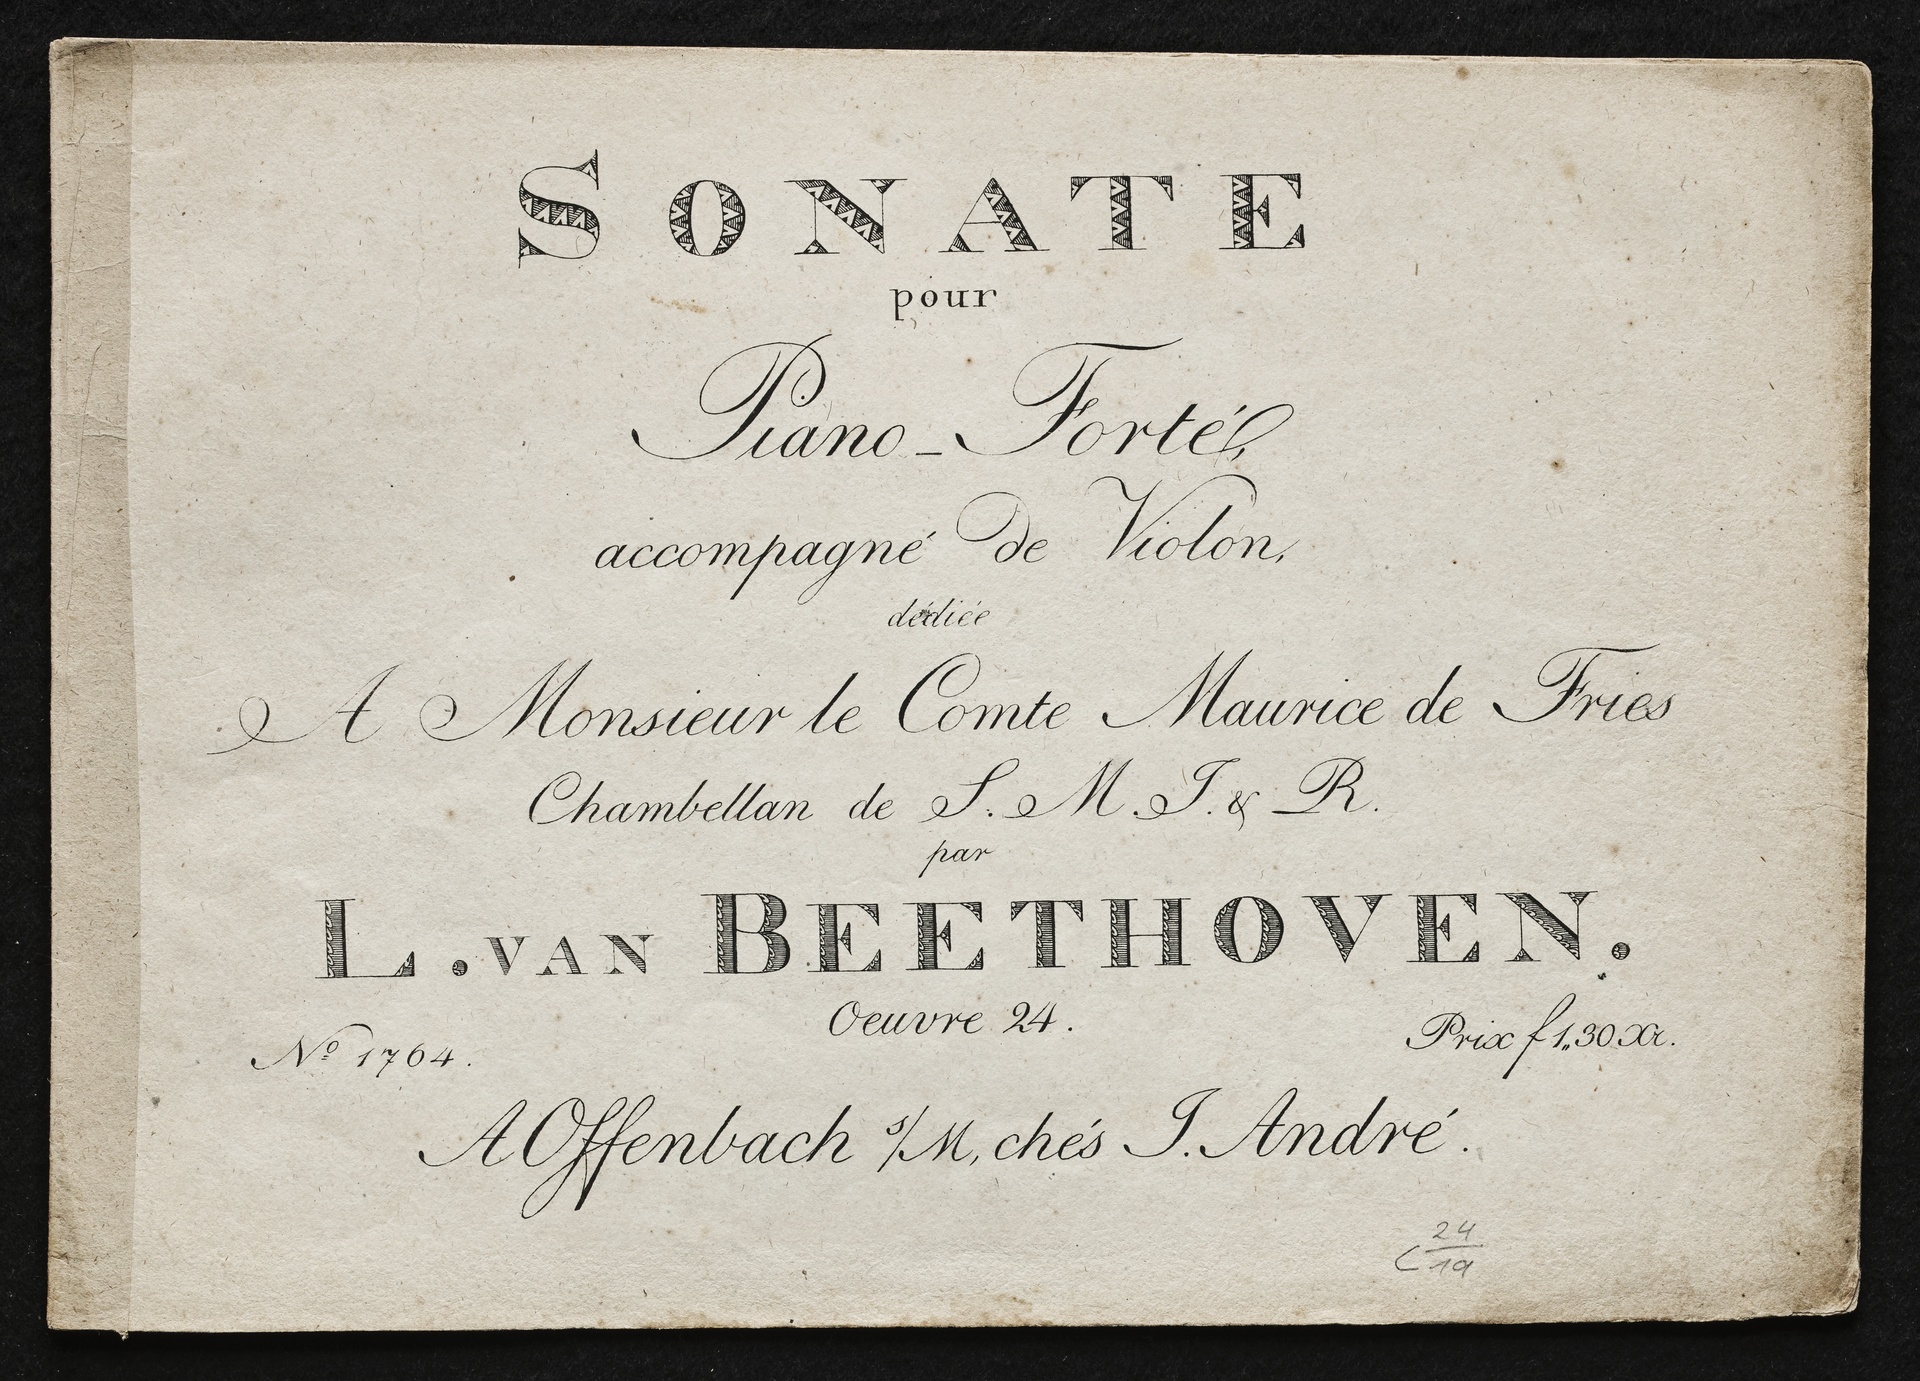 SONATE
pour
Piano-Forté,
accompagné de Violon,
dédiée
A Monsieur le Comte Maurice de Fries
Chambellan de S. M. I. & R.
par
L. VAN BEETHOVEN.
Oeuvre 24.
No 1764.
Prix f 1,,30 Xr.
A Offenbach s/M, chés J. André.
C 24/19